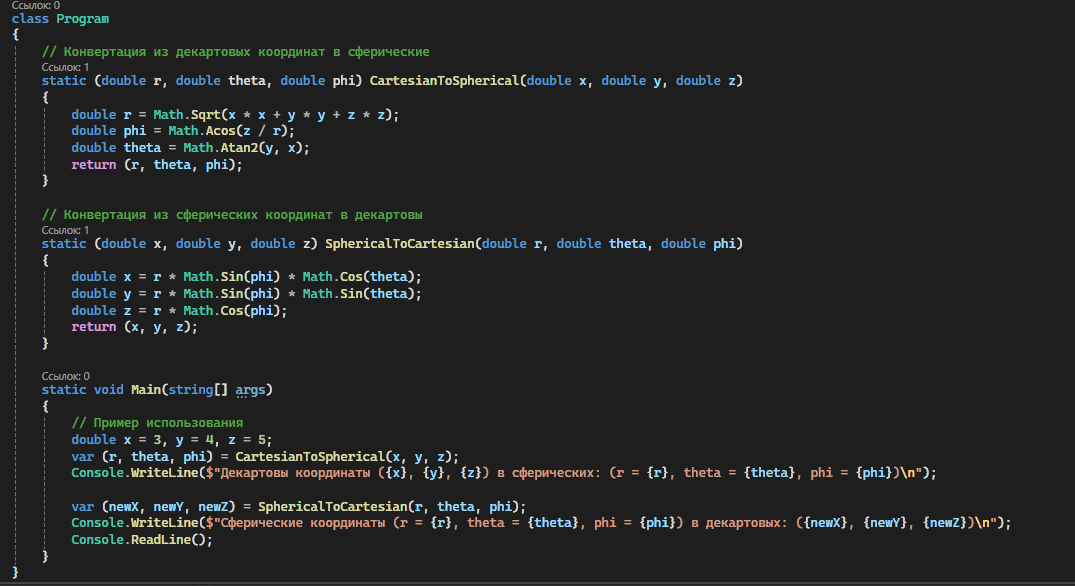 Ссылок: 0
class Program
{
// Конвертация из декартовых координат в сферические
Ссылок: 1
static (double r, double theta, double phi) CartesianToSpherical(double x, double y, double z)
{
double r = Math.Sqrt(x * x + y * y + z * z);
double phi = Math.Acos(z / r);
double theta = Math.Atan2(y, x);
return (r, theta, phi);
}
// Конвертация из сферических координат в декартовы
Ссылок: 1
static (double x, double y, double z) SphericalToCartesian(double r, double theta, double phi)
{
double x = r * Math.Sin(phi) * Math.Cos(theta);
double y = r * Math.Sin(phi) * Math.Sin(theta);
double z = r * Math.Cos(phi);
return (x, y, z);
}
Ссылок: 0
static void Main(string[] args)
{
// Пример использования
double x = 3, y = 4, z = 5;
var (r, theta, phi) = CartesianToSpherical(x, y, z);
Console.WriteLine($"Декартовы координаты ({x}, {y}, {z}) в сферических: (r = {r}, theta = {theta}, phi = {phi})\n");
var (newX, newY, newZ) = SphericalToCartesian(r, theta, phi);
Console.WriteLine($"Сферические координаты (r = {r}, theta = {theta}, phi = {phi}) в декартовых: ({newX}, {newY}, {newZ})\n");
Console.ReadLine();
}
}